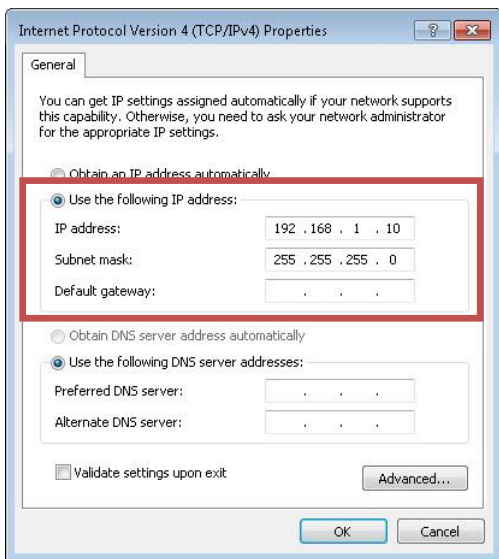 Internet Protocol Version 4 (TCP/IPv4) Properties
General
You can get IP settings assigned automatically if your network supports
this capability. Otherwise, you need to ask your network administrator
for the appropriate IP settings.
Obtain an IP address automatically
Use the following IP address:
IP address: 192 . 168 . 1 . 10
Subnet mask: 255 . 255 . 255 . 0
Default gateway: . . .
Obtain DNS server address automatically
Use the following DNS server addresses:
Preferred DNS server: . . .
Alternate DNS server: . . .
Validate settings upon exit
Advanced...
OK Cancel